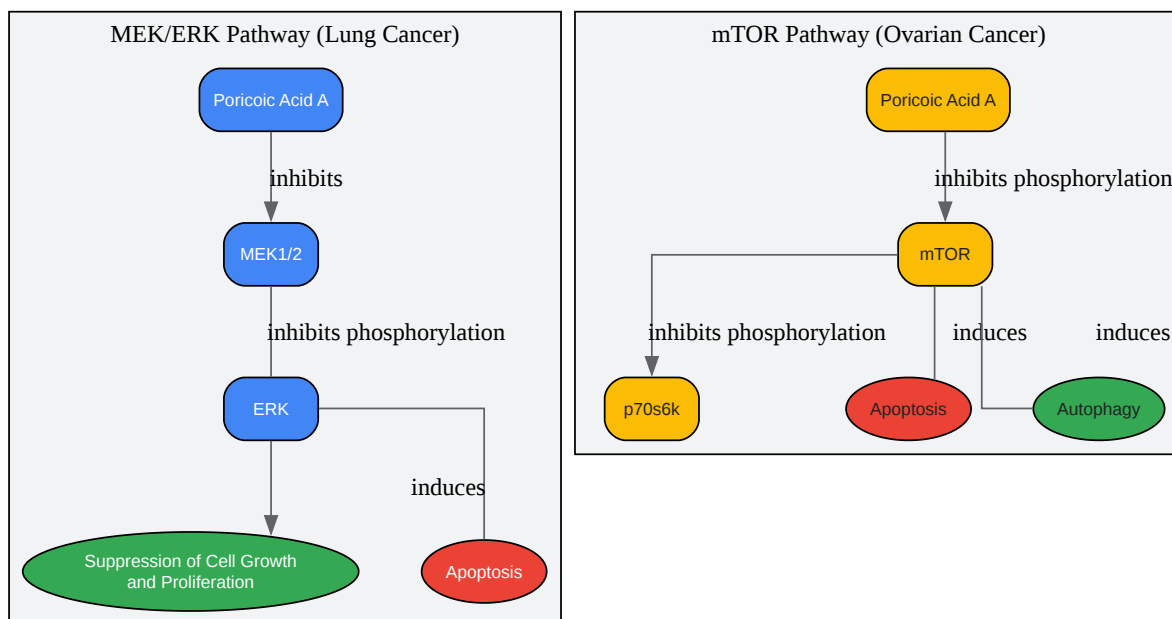 MEK/ERK Pathway (Lung Cancer)
Poricoic Acid A
inhibits
MEK1/2
inhibits phosphorylation
ERK
induces
Suppression of Cell Growth
and Proliferation
Apoptosis
mTOR Pathway (Ovarian Cancer)
Poricoic Acid A
inhibits phosphorylation
mTOR
inhibits phosphorylation
induces
induces
p70s6k
Apoptosis
Autophagy